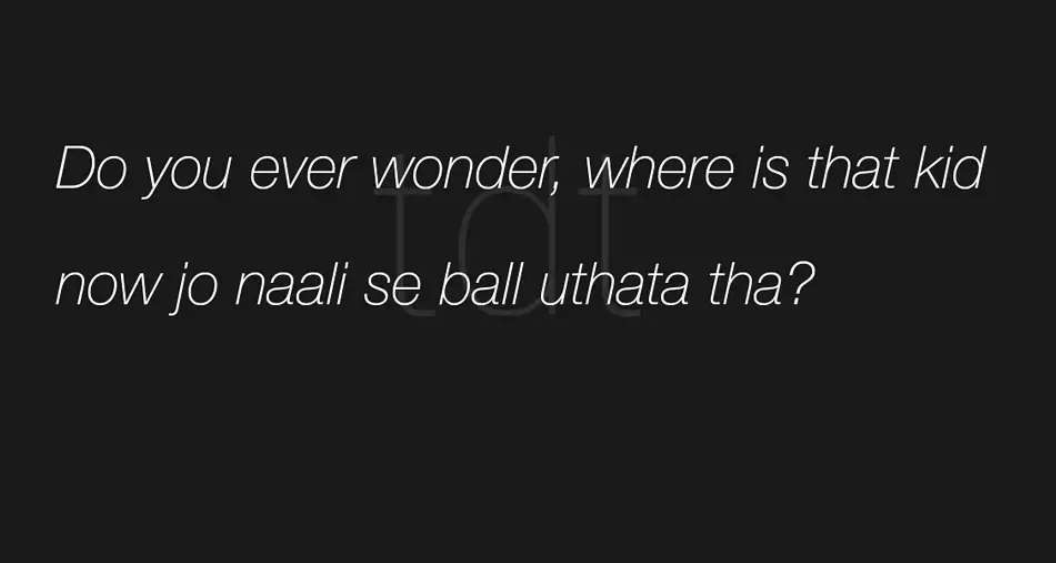 Do you ever wonder, where is that kid
now jo naali se ball uthata tha?
tdt